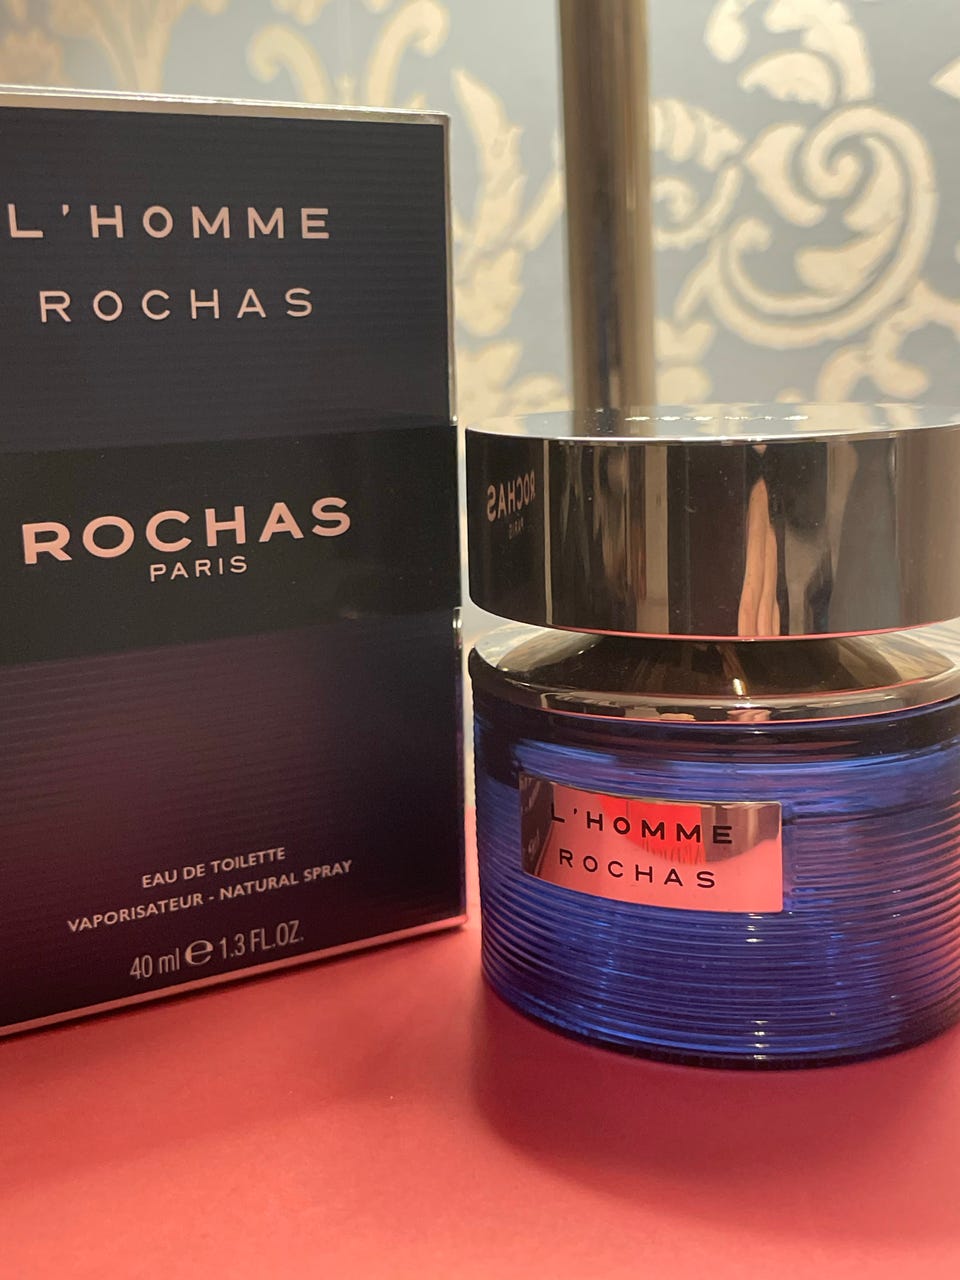 L'HOMME
ROCHAS
ROCHAS
PARIS
EAU DE TOILETTE
VAPORISATEUR - NATURAL SPRAY
40 ml e 1.3 FL.OZ.
ROCHAS
PARIS
L'HOMME
ROCHAS